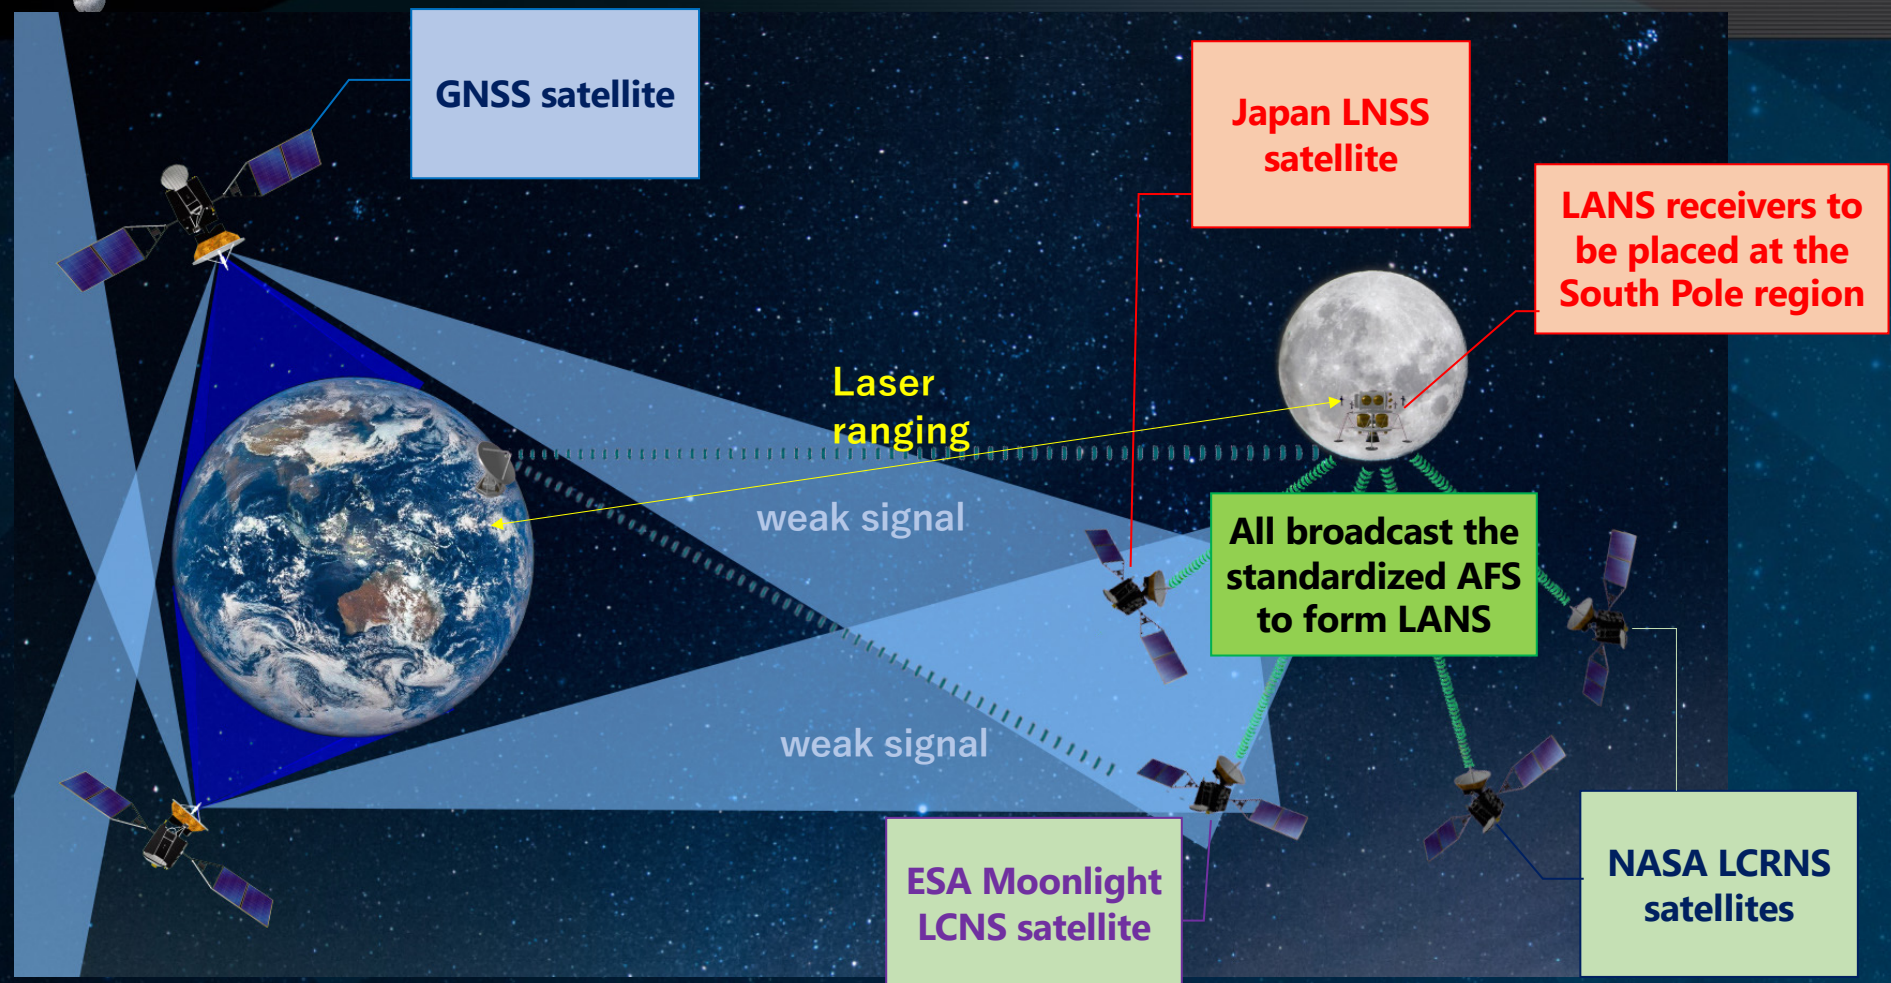 GNSS satellite
Japan LNSS
satellite
LANS receivers to
be placed at the
South Pole region
Laser
ranging
weak signal
All broadcast the
standardized AFS
to form LANS
weak signal
ESA Moonlight
LCNS satellite
NASA LCRNS
satellites